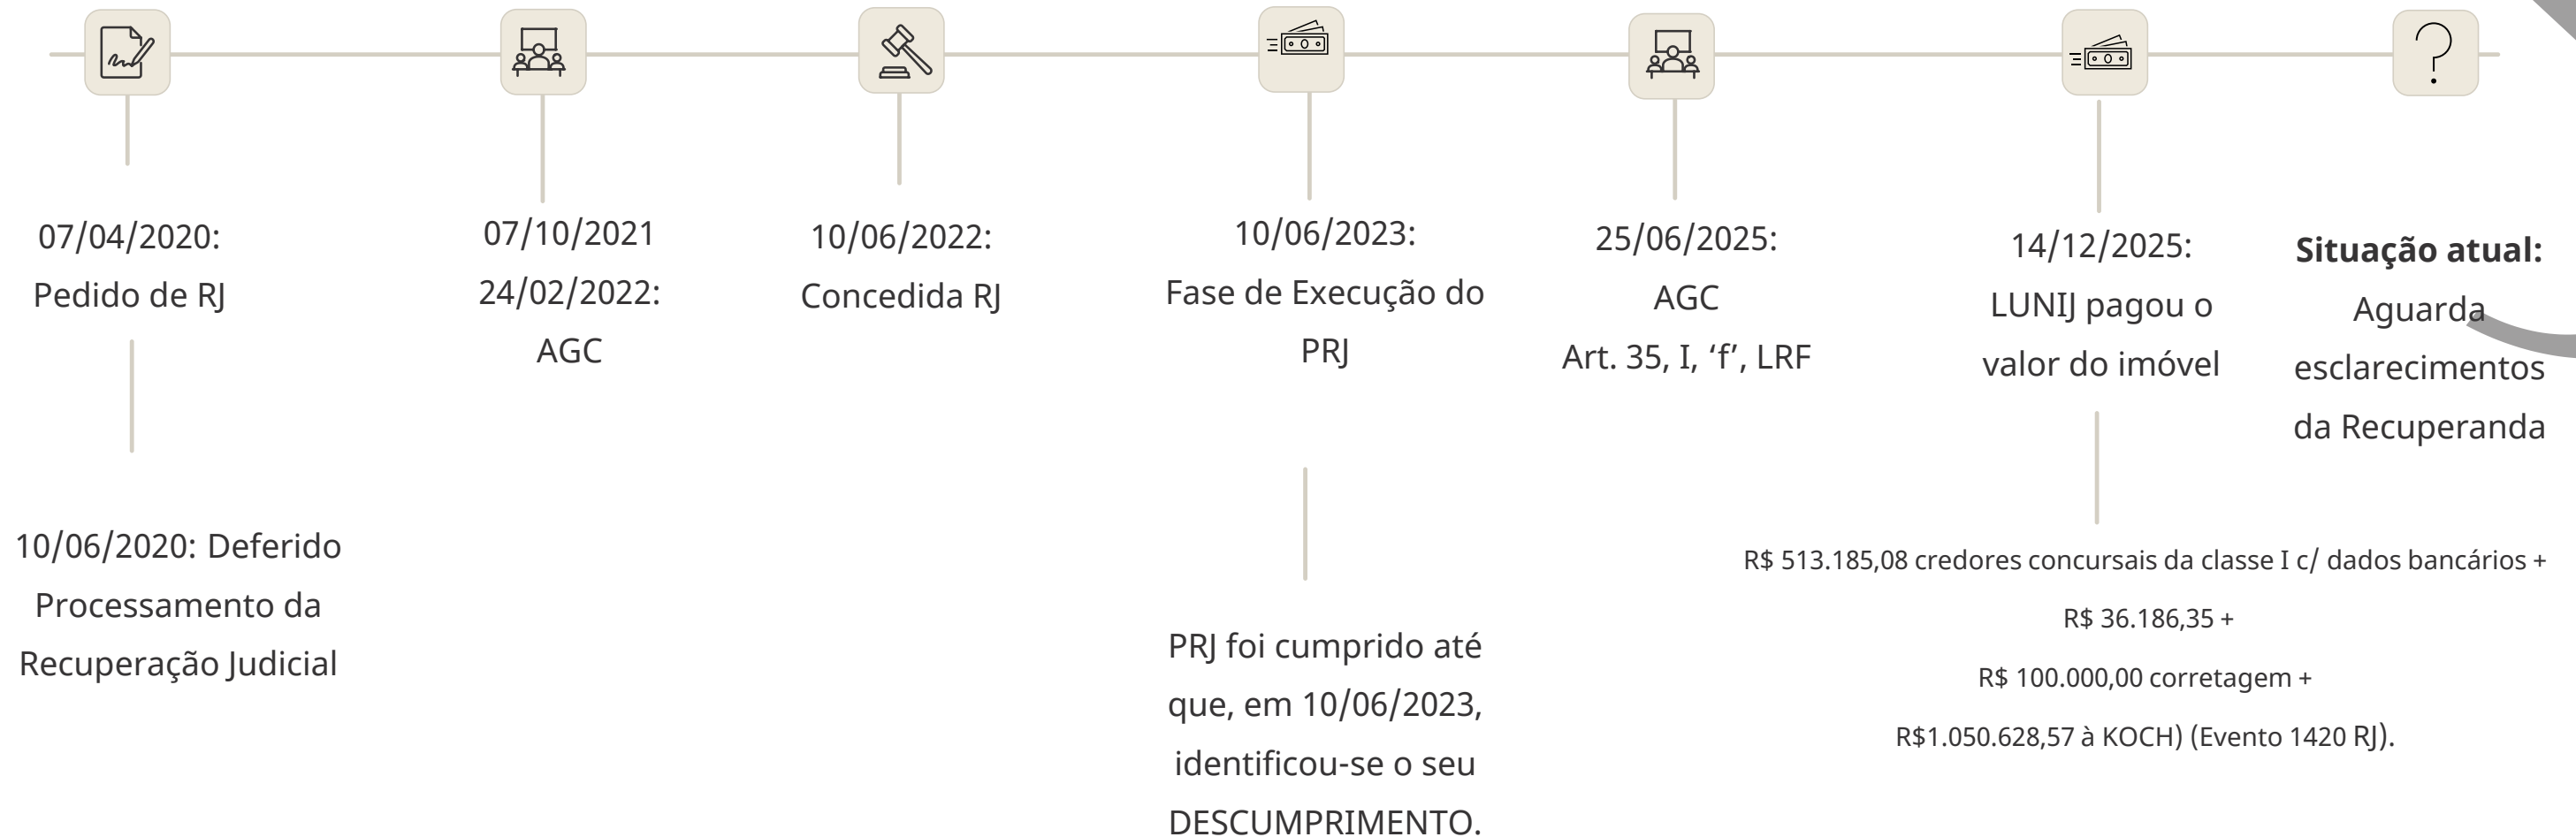 07/04/2020:
Pedido de RJ
10/06/2020: Deferido
Processamento da
Recuperação Judicial
07/10/2021
24/02/2022:
AGC
10/06/2022:
Concedida RJ
10/06/2023:
Fase de Execução do
PRJ
PRJ foi cumprido até
que, em 10/06/2023,
identificou-se o seu
DESCUMPRIMENTO.
25/06/2025:
AGC
Art. 35, I, ‘f’, LRF
14/12/2025:
LUNIJ pagou o
valor do imóvel
R$ 513.185,08 credores concursais da classe I c/ dados bancários +
R$ 36.186,35 +
R$ 100.000,00 corretagem +
R$1.050.628,57 à KOCH) (Evento 1420 RJ).
Situação atual:
Aguarda
esclarecimentos
da Recuperanda